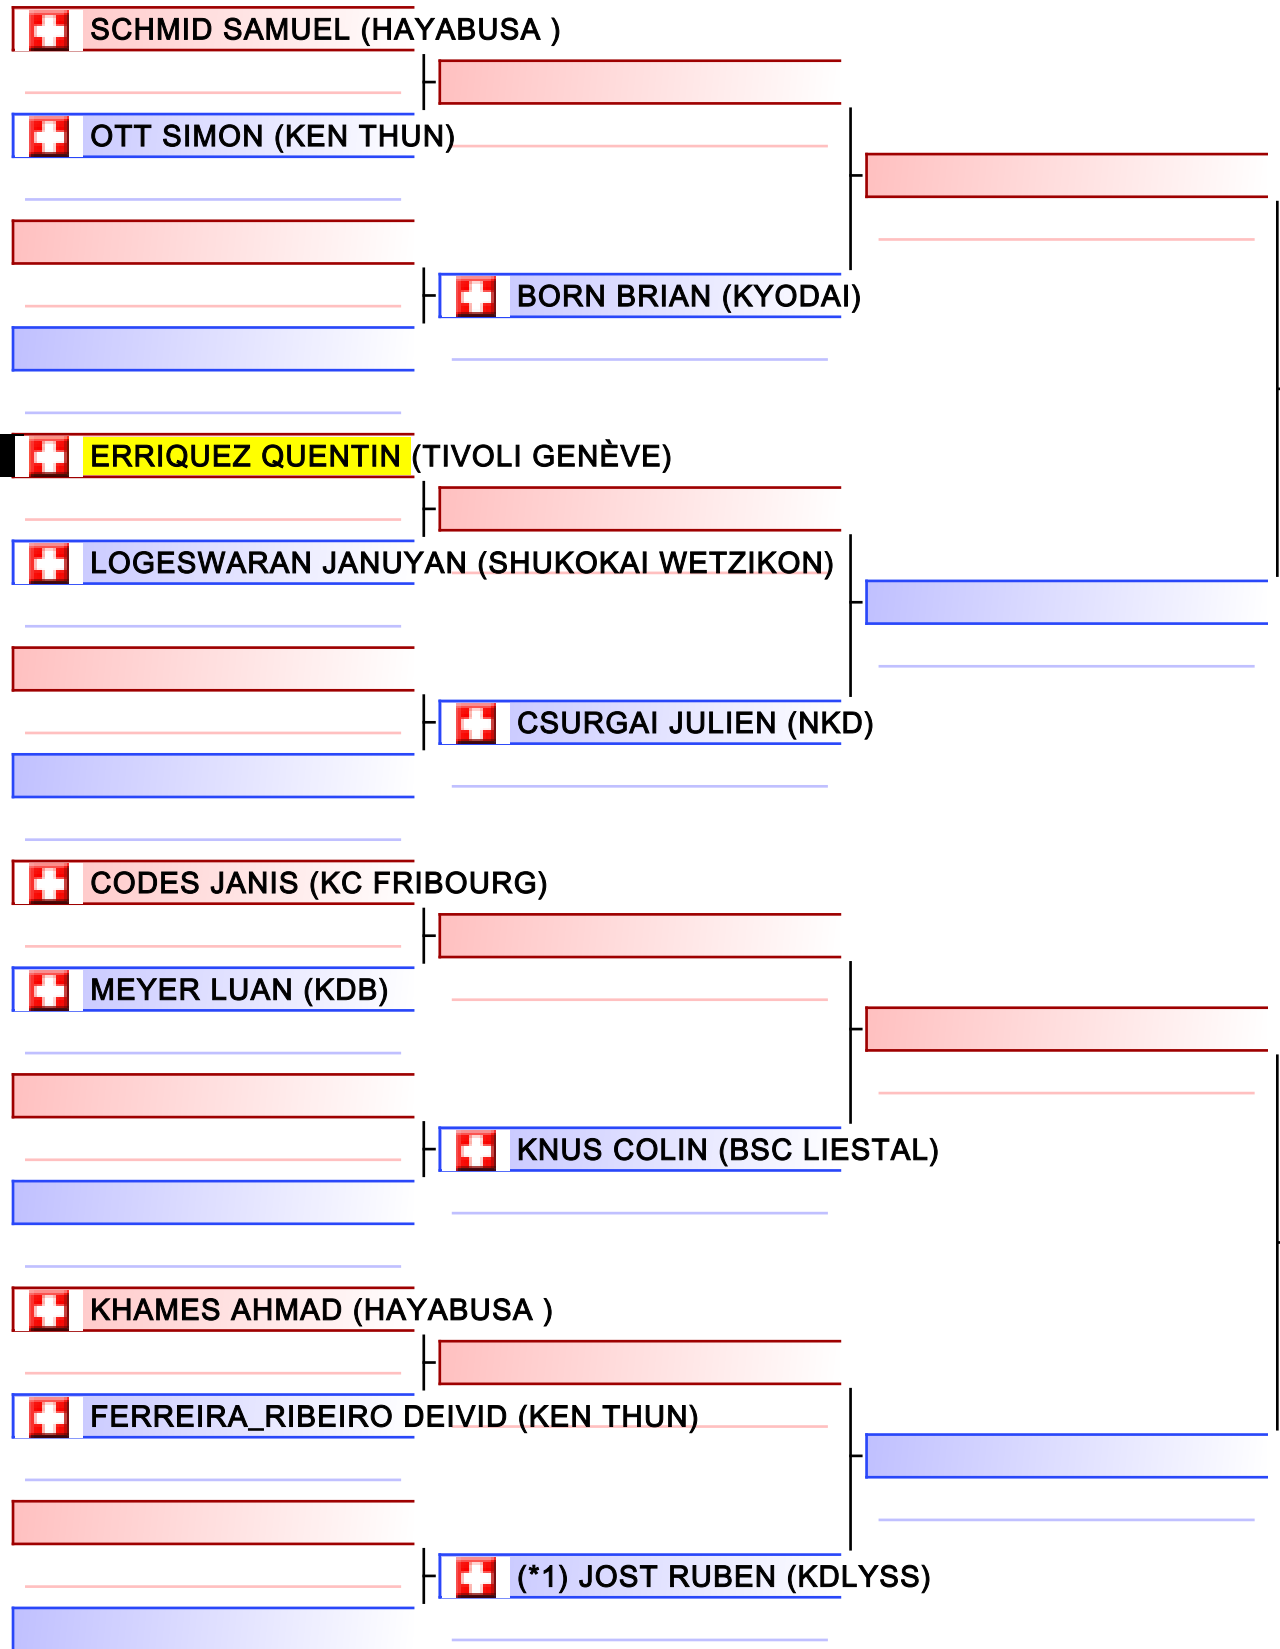 SCHMID SAMUEL (HAYABUSA )
OTT SIMON (KEN THUN)
BORN BRIAN (KYODAI)
ERRIQUEZ QUENTIN (TIVOLI GENÈVE)
LOGESWARAN JANUYAN (SHUKOKAI WETZIKON)
CSURGAI JULIEN (NKD)
CODES JANIS (KC FRIBOURG)
MEYER LUAN (KDB)
KNUS COLIN (BSC LIESTAL)
KHAMES AHMAD (HAYABUSA )
FERREIRA_RIBEIRO DEIVID (KEN THUN)
(*1) JOST RUBEN (KDLYSS)